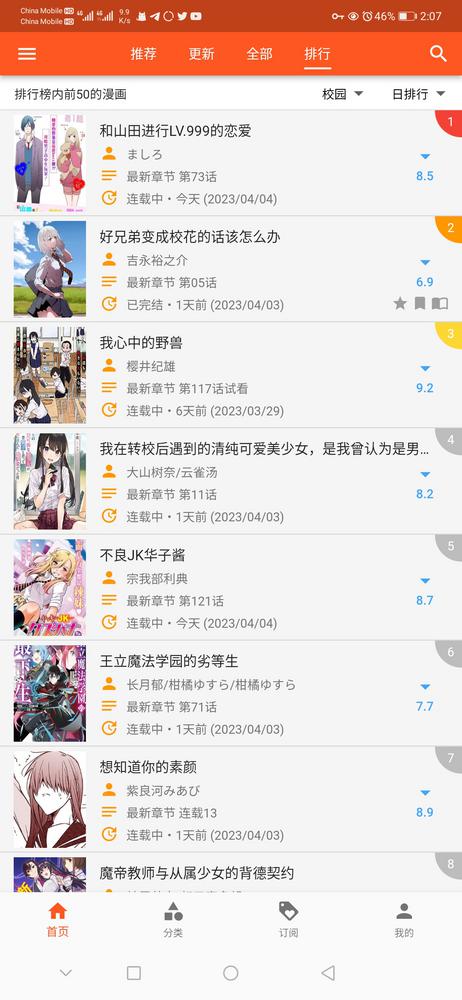 China Mobile HD 4G 4G 9.9 46% 2:07
China Mobile HD K/s
推荐 更新 全部 排行
排行榜内前50的漫画 校园 日排行
1
和山田进行LV.999的恋爱
ましろ
最新章节 第73话 8.5
连载中・今天 (2023/04/04)
2
好兄弟变成校花的话该怎么办
吉永裕之介
最新章节 第05话 6.9
已完结・1天前 (2023/04/03)
3
我心中的野兽
樱井纪雄
最新章节 第117话试看 9.2
连载中・6天前 (2023/03/29)
4
我在转校后遇到的清纯可爱美少女，是我曾认为是男…
大山树奈/云雀汤
最新章节 第11话 8.2
连载中・1天前 (2023/04/03)
5
不良JK华子酱
宗我部利典
最新章节 第121话 8.7
连载中・今天 (2023/04/04)
6
王立魔法学园的劣等生
长月郁/柑橘ゆすら/柑橘ゆすら
最新章节 第71话 7.7
连载中・1天前 (2023/04/03)
7
想知道你的素颜
紫良河みあび
最新章节 连载13 8.9
连载中・1天前 (2023/04/03)
8
魔帝教师与从属少女的背德契约
首页 分类 订阅 我的